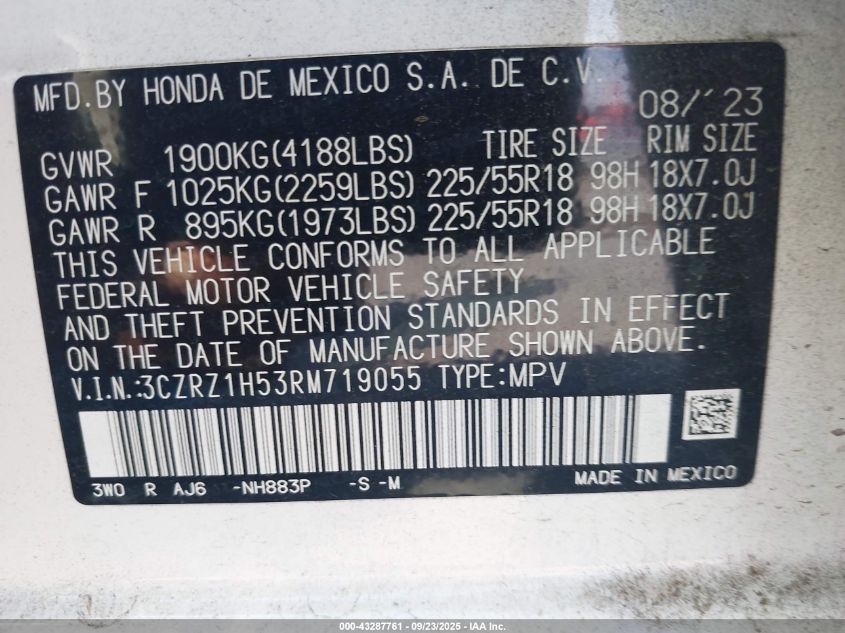 MFD.BY HONDA DE MEXICO S.A. DE C.V.
08/'23
GVWR 1900KG(4188LBS) TIRE SIZE RIM SIZE
GAWR F 1025KG(2259LBS) 225/55R18 98H 18X7.0J
GAWR R 895KG(1973LBS) 225/55R18 98H 18X7.0J
THIS VEHICLE CONFORMS TO ALL APPLICABLE
FEDERAL MOTOR VEHICLE SAFETY
AND THEFT PREVENTION STANDARDS IN EFFECT
ON THE DATE OF MANUFACTURE SHOWN ABOVE.
V.I.N.:3CZRZ1H53RM719055 TYPE:MPV
3W0 R AJ6 -NH883P -S -M MADE IN MEXICO
000-43287761 - 09/23/2025 - IAA Inc.